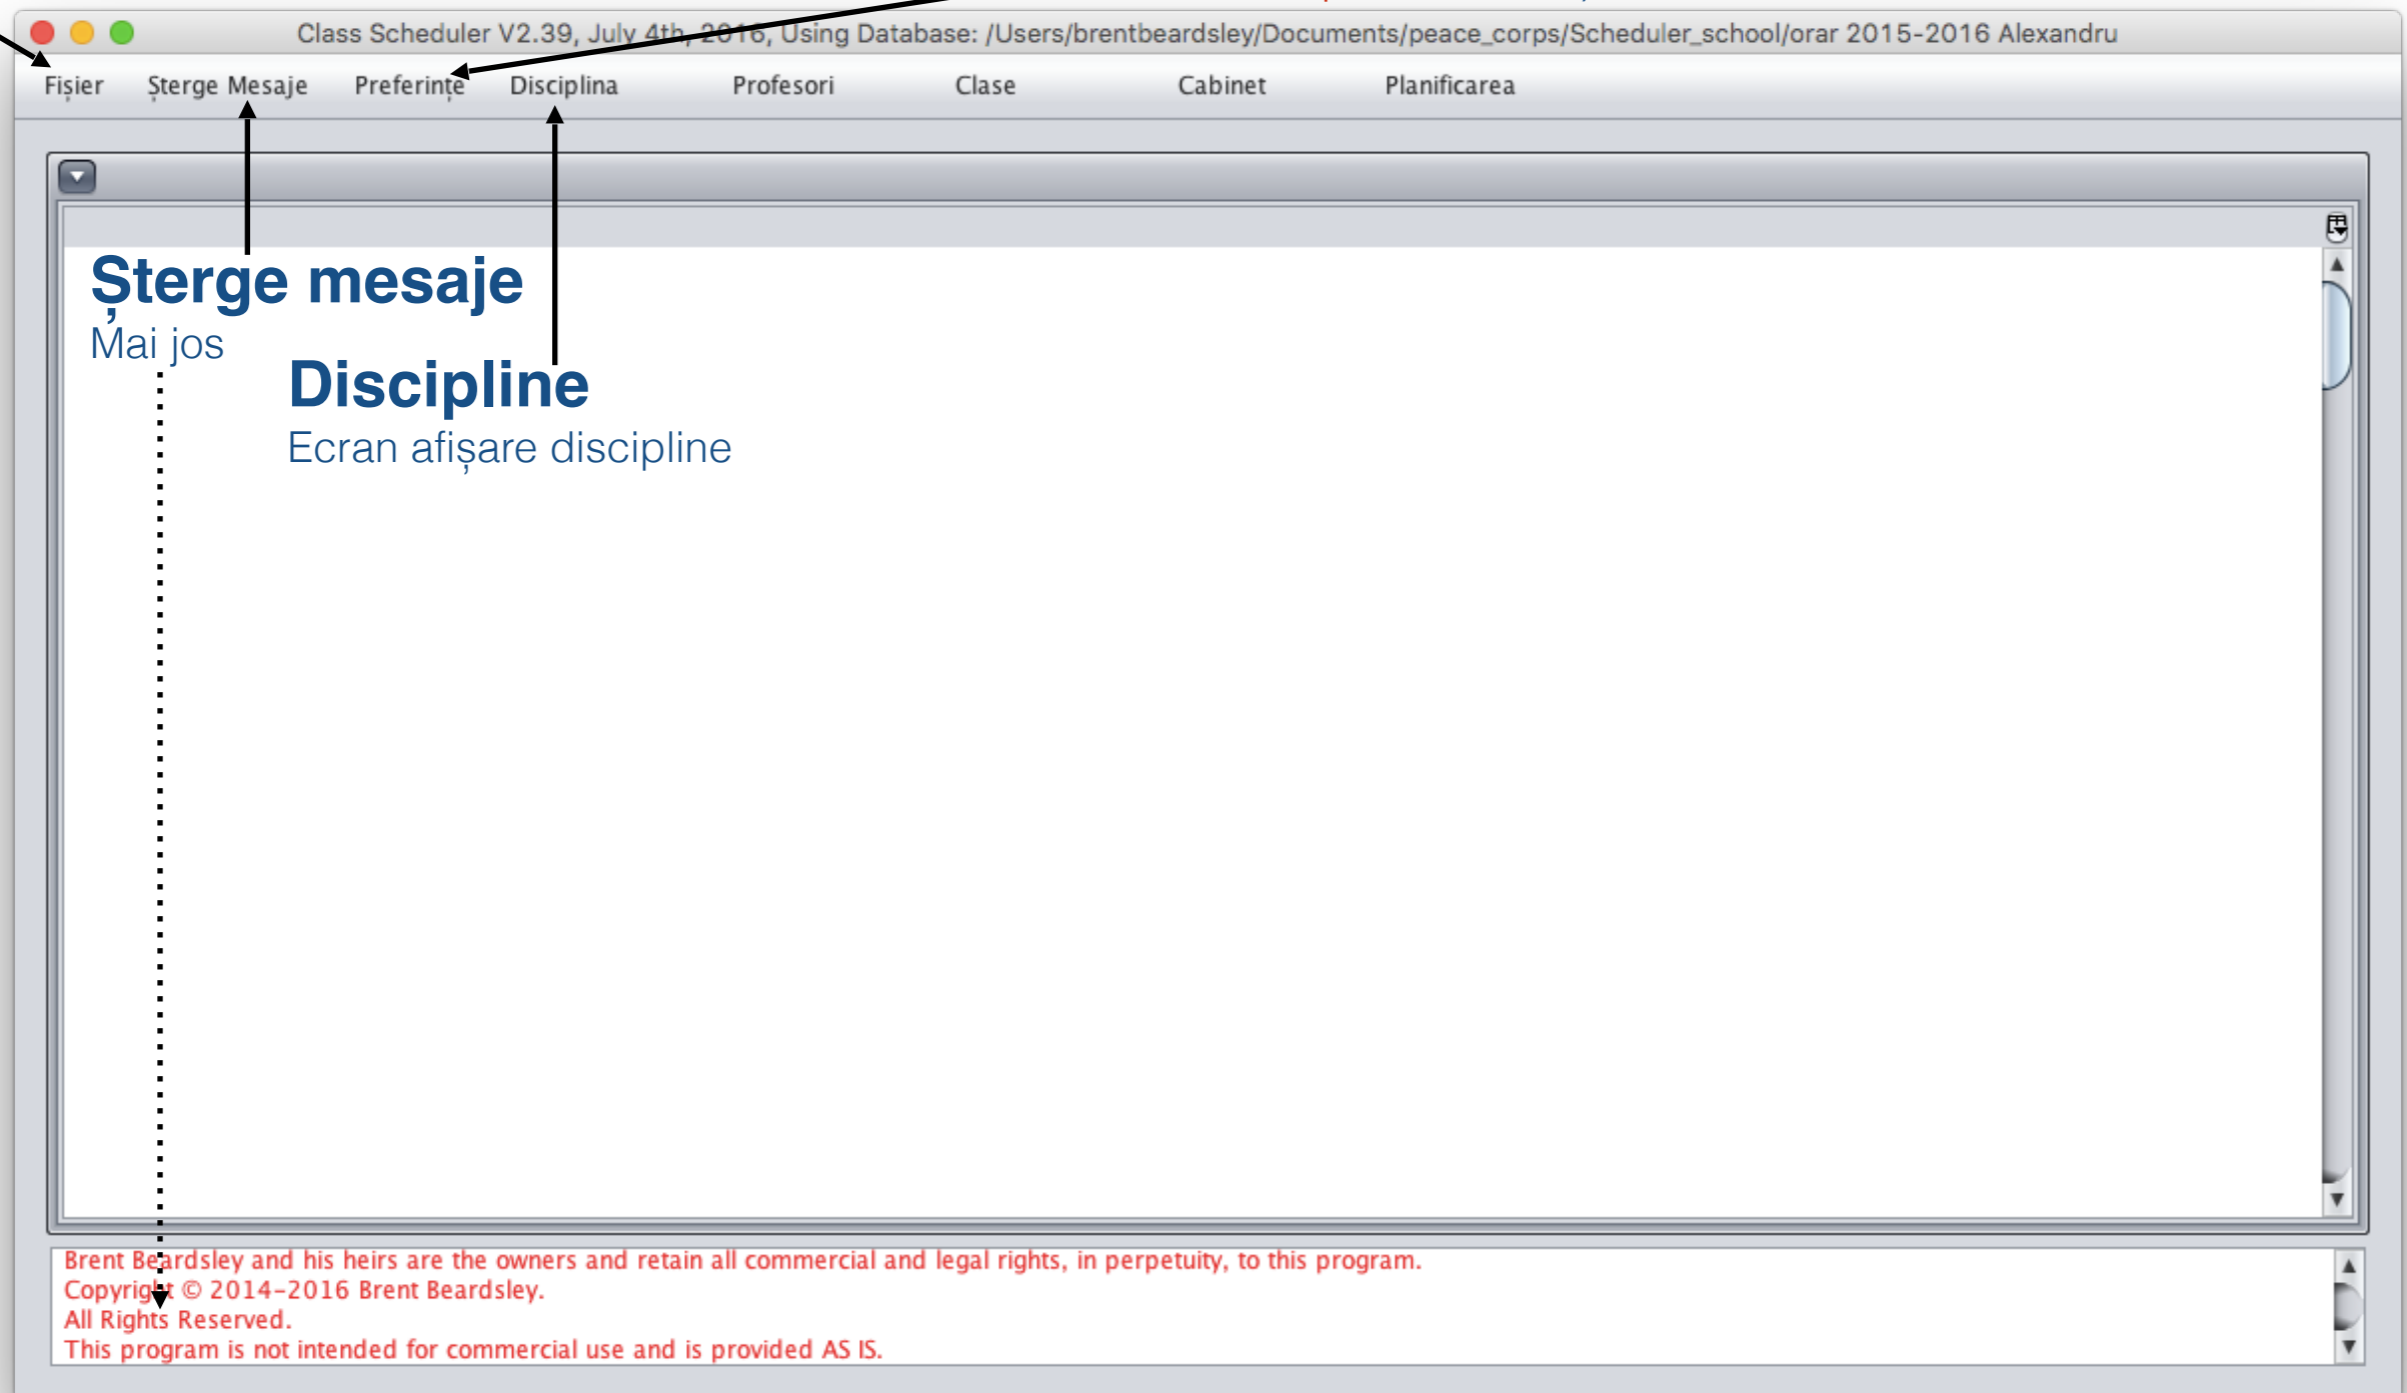 Class Scheduler V2.39, July 4th, 2016, Using Database: /Users/brentbeardsley/Documents/peace_corps/Scheduler_school/orar 2015-2016 Alexandru
Fișier Șterge Mesaje Preferințe Disciplina Profesori Clase Cabinet Planificarea
Șterge mesaje
Mai jos
Discipline
Ecran afișare discipline
Brent Beardsley and his heirs are the owners and retain all commercial and legal rights, in perpetuity, to this program.
Copyright © 2014-2016 Brent Beardsley.
All Rights Reserved.
This program is not intended for commercial use and is provided AS IS.